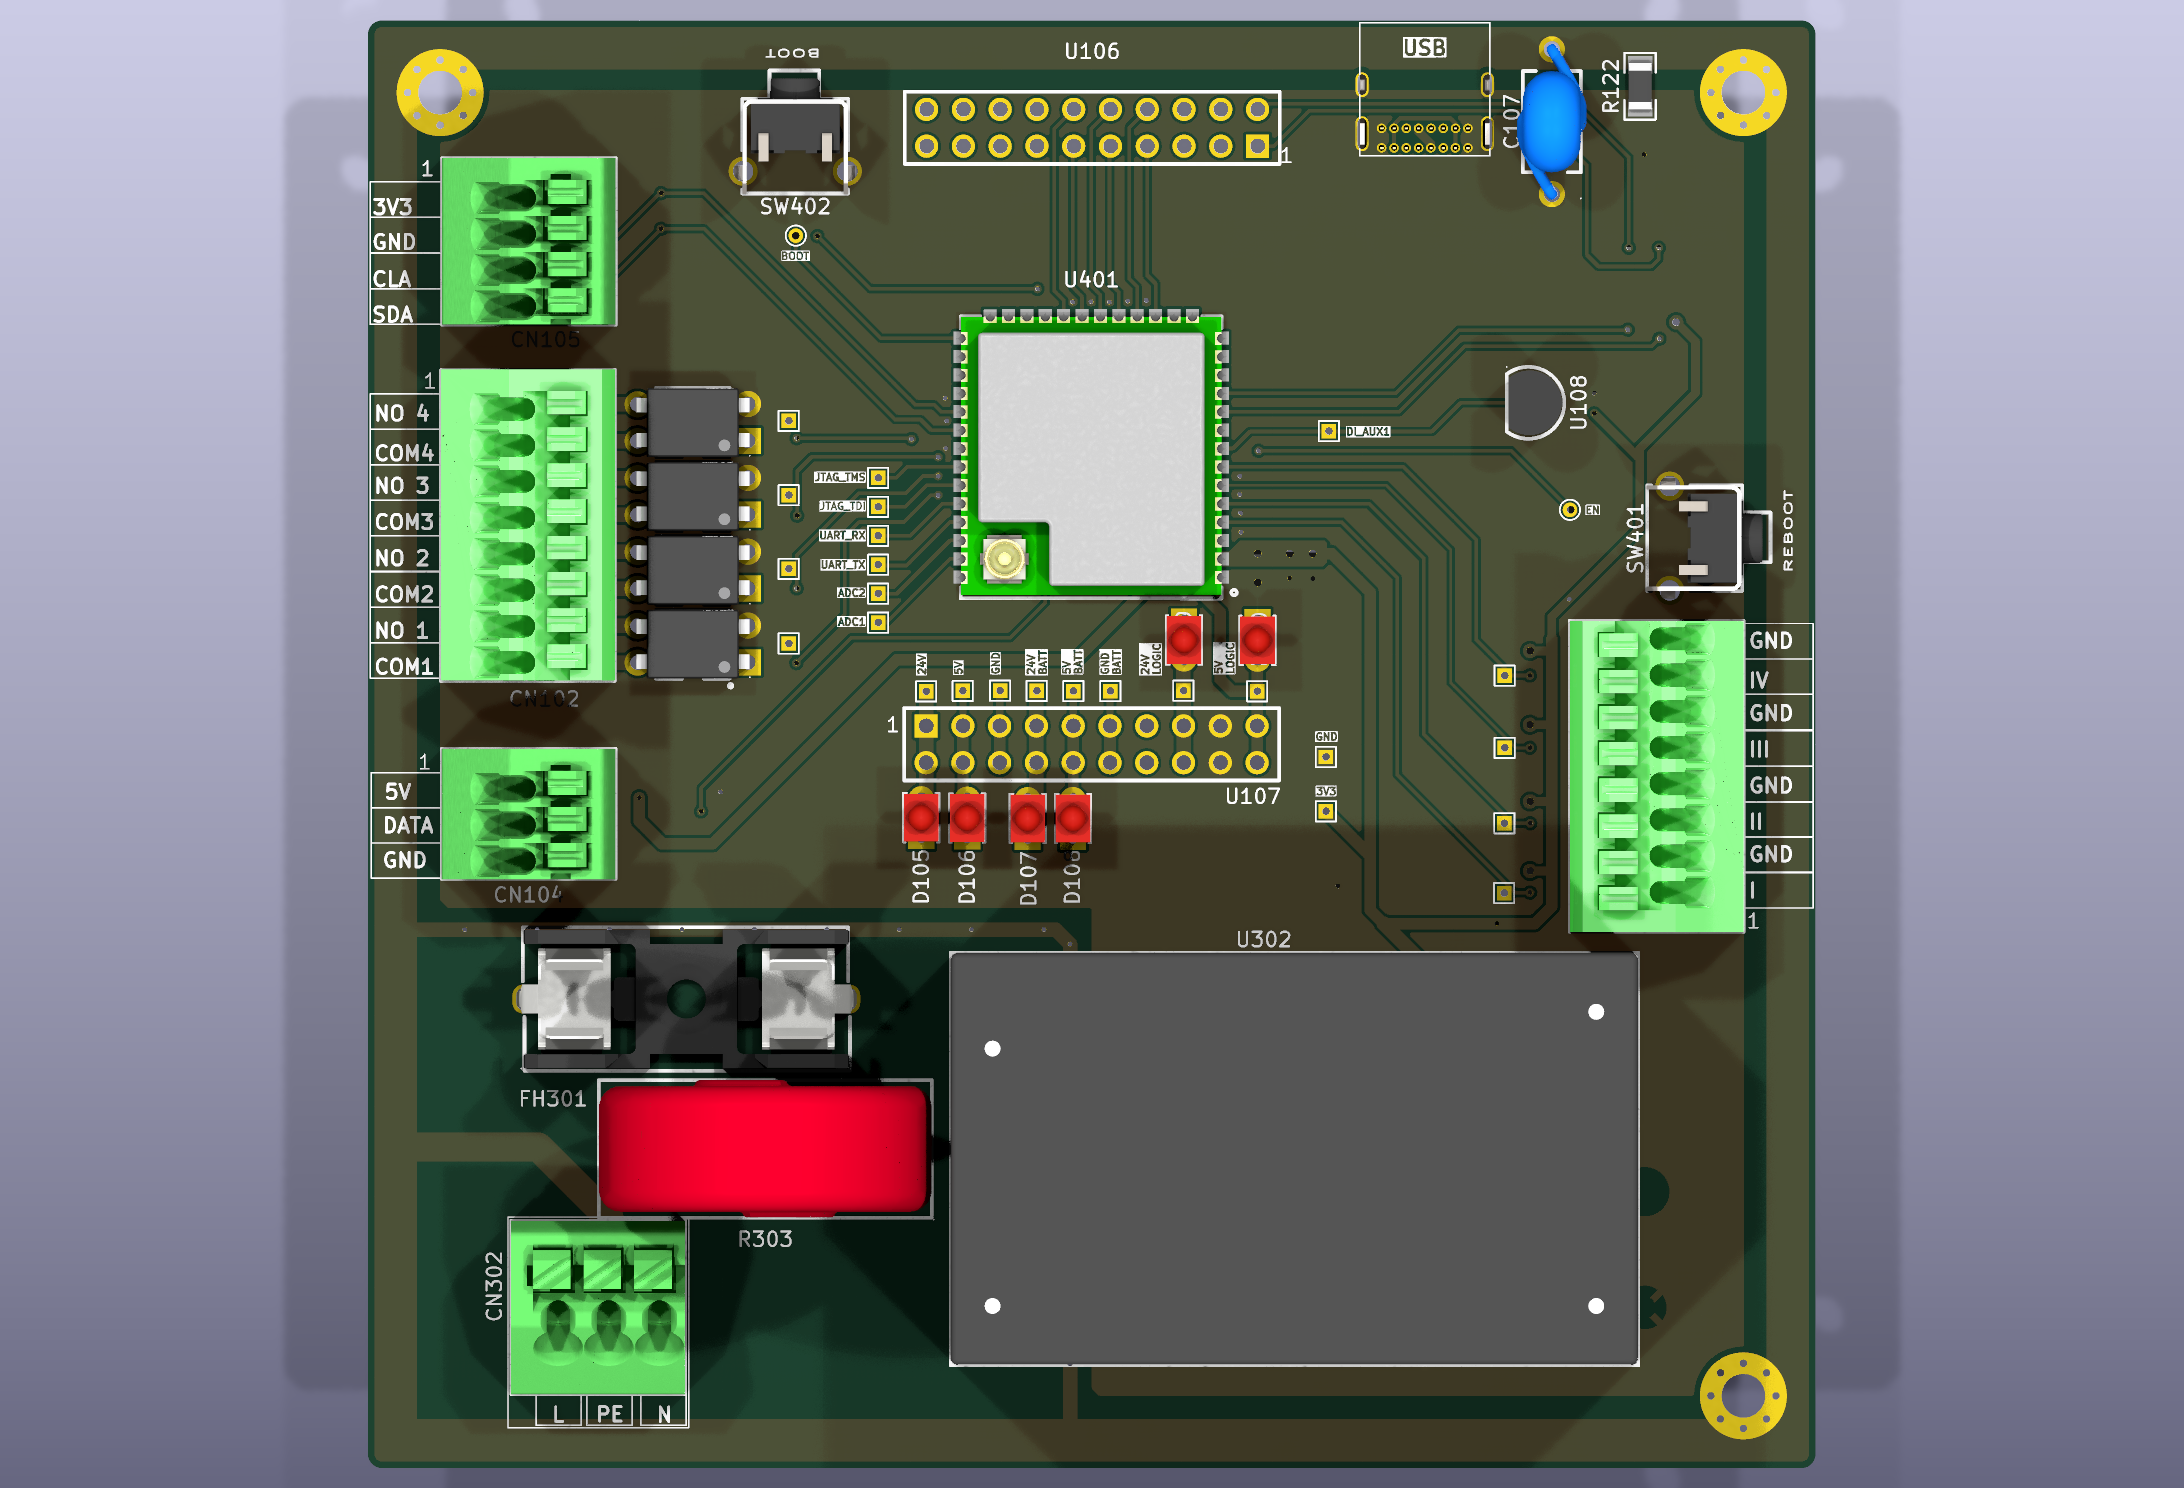 BOOT
U106
USB
C107
R122
1
1
3V3
GND
CLA
SDA
CN105
SW402
BOOT
U401
1
NO 4
COM4
NO 3
COM3
NO 2
COM2
NO 1
COM1
CN102
JTAG_TMS
JTAG_TDI
UART_RX
UART_TX
ADC2
ADC1
DI_AUX1
U108
EN
SW401
REBOOT
24V
5V
GND
24V
BATT
5V
BATT
GND
BATT
24V
LOGIC
5V
LOGIC
1
U107
GND
3V3
GND
IV
GND
III
GND
II
GND
I
1
1
5V
DATA
GND
CN104
D105
D106
D107
D106
U302
FH301
R303
CN302
L
PE
N